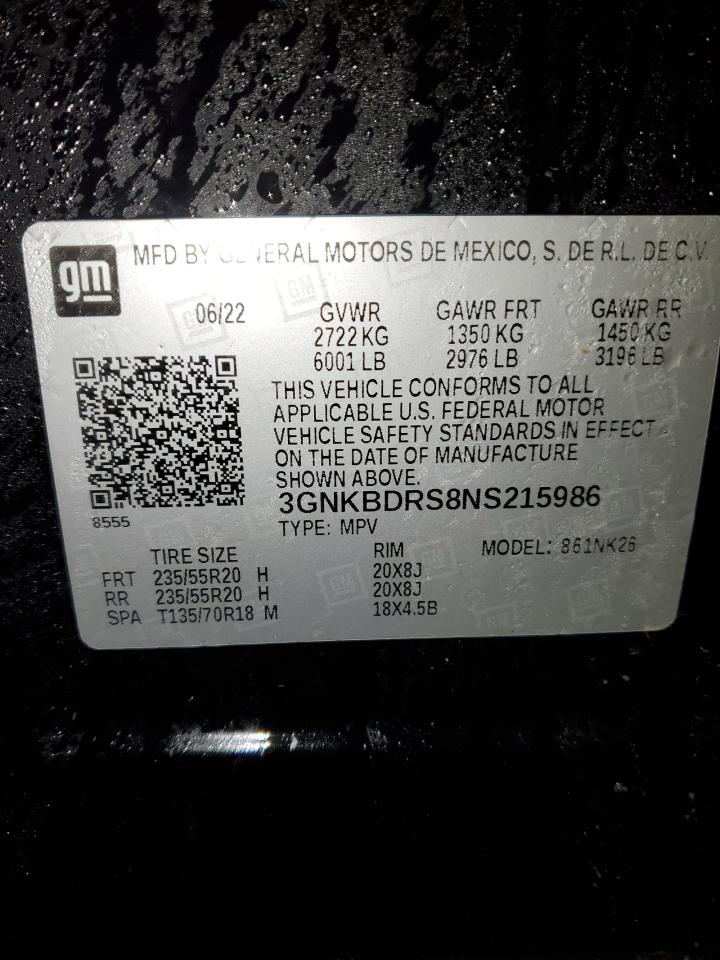 gm
MFD BY GENERAL MOTORS DE MEXICO, S. DE R.L. DE C.V.
06/22 GVWR GAWR FRT GAWR RR
2722 KG 1350 KG 1450 KG
6001 LB 2976 LB 3196 LB
THIS VEHICLE CONFORMS TO ALL
APPLICABLE U.S. FEDERAL MOTOR
VEHICLE SAFETY STANDARDS IN EFFECT
ON THE DATE OF MANUFACTURE
SHOWN ABOVE.
8555
3GNKBDRS8NS215986
TYPE: MPV
TIRE SIZE RIM MODEL: 861NK26
FRT 235/55R20 H 20X8J
RR 235/55R20 H 20X8J
SPA T135/70R18 M 18X4.5B